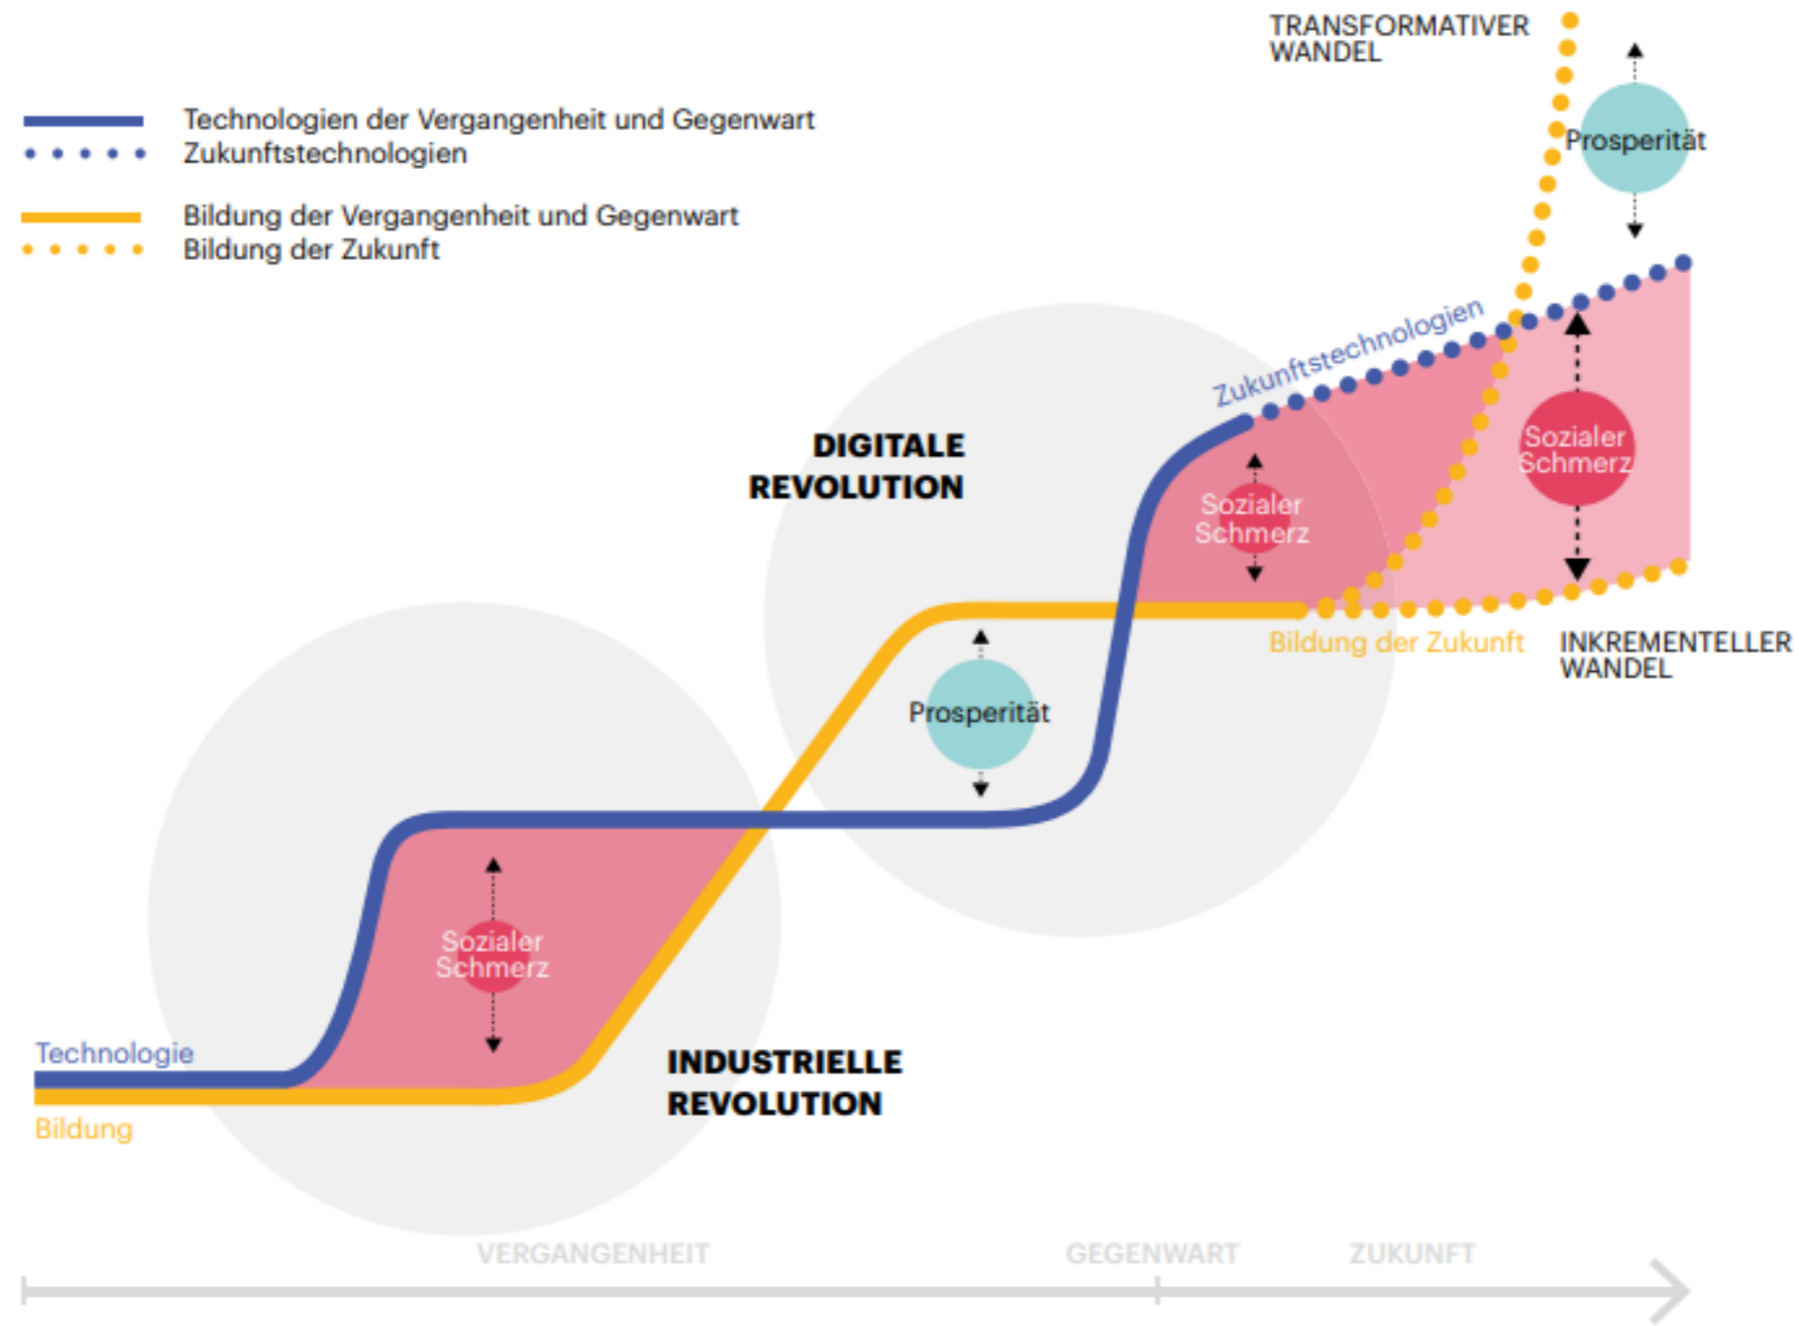 TRANSFORMATIVER
WANDEL
Technologien der Vergangenheit und Gegenwart
Zukunftstechnologien
Bildung der Vergangenheit und Gegenwart
Bildung der Zukunft
Prosperität
Zukunftstechnologien
DIGITALE
REVOLUTION
Sozialer
Schmerz
Sozialer
Schmerz
Bildung der Zukunft
INKREMENTELLER
WANDEL
Prosperität
Sozialer
Schmerz
Technologie
Bildung
INDUSTRIELLE
REVOLUTION
VERGANGENHEIT
GEGENWART
ZUKUNFT